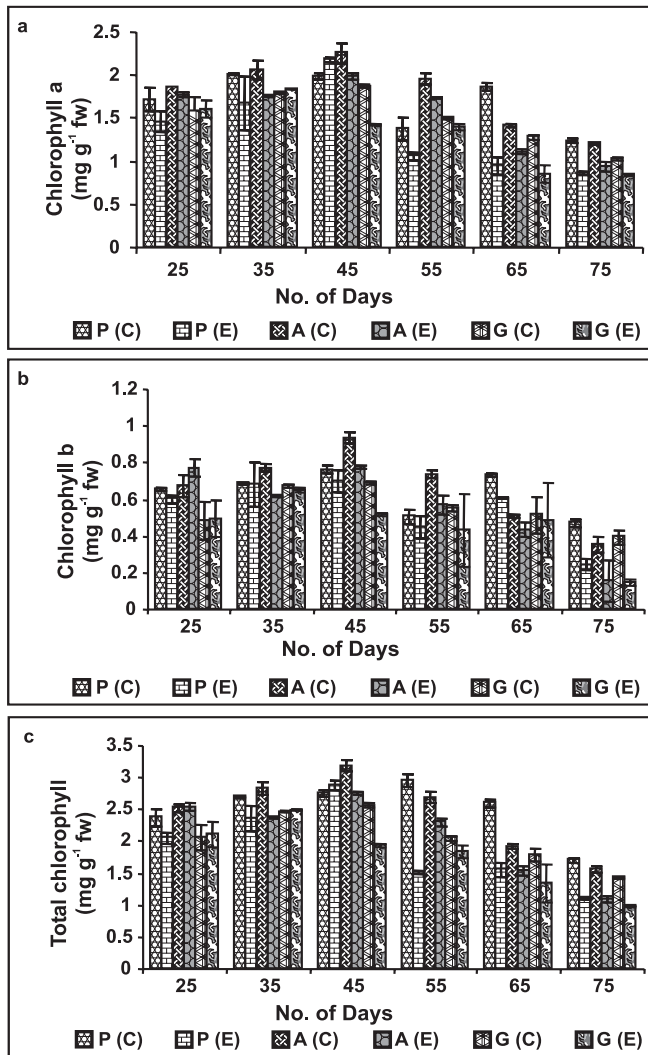 a
Chlorophyll a
(mg g⁻¹ fw)
2.5
2
1.5
1
0.5
0
25 35 45 55 65 75
No. of Days
P (C) P (E) A (C) A (E) G (C) G (E)
b
Chlorophyll b
(mg g⁻¹ fw)
1.2
1
0.8
0.6
0.4
0.2
0
25 35 45 55 65 75
No. of Days
P (C) P (E) A (C) A (E) G (C) G (E)
c
Total chlorophyll
(mg g⁻¹ fw)
3.5
3
2.5
2
1.5
1
0.5
0
25 35 45 55 65 75
No. of Days
P (C) P (E) A (C) A (E) G (C) G (E)